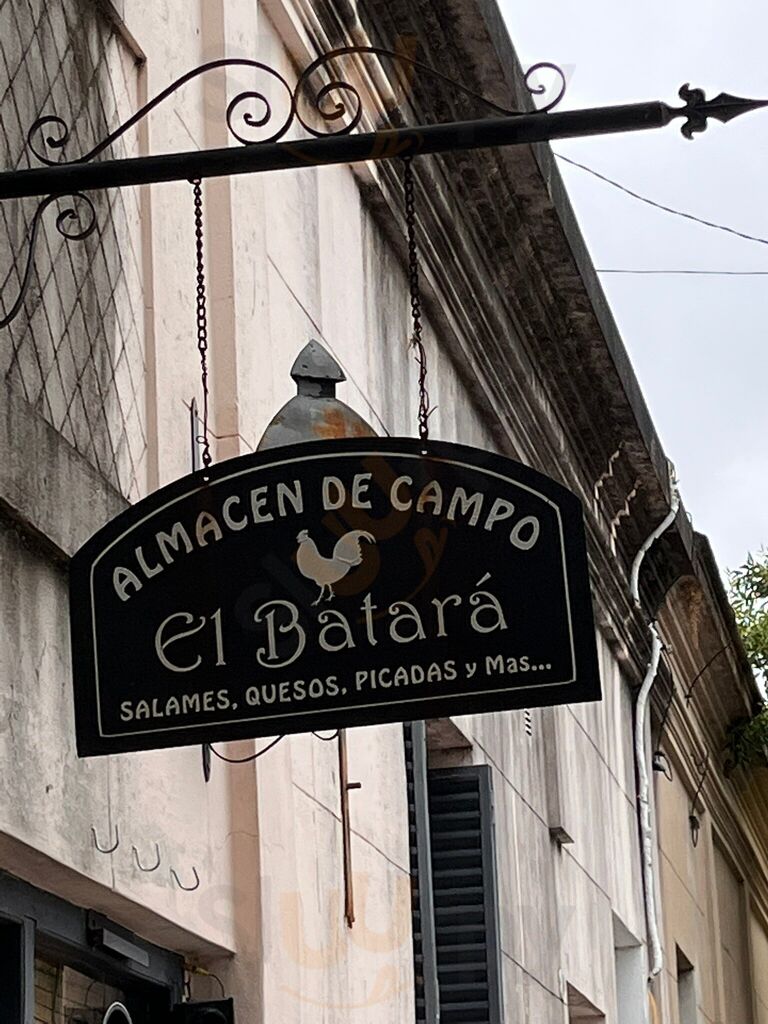 ALMACEN DE CAMPO
El Batará
SALAMES, QUESOS, PICADAS y Mas...